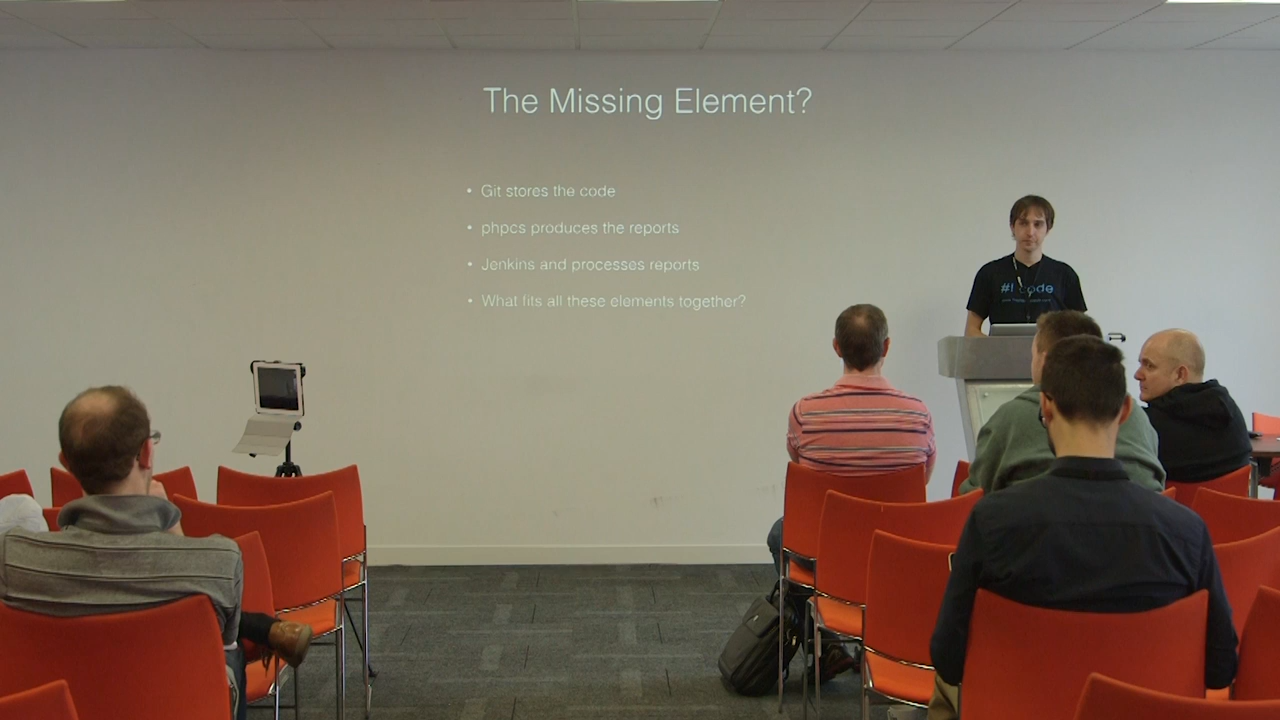 The Missing Element?
• Git stores the code
• phpcs produces the reports
• Jenkins and processes reports
• What fits all these elements together?
#! code